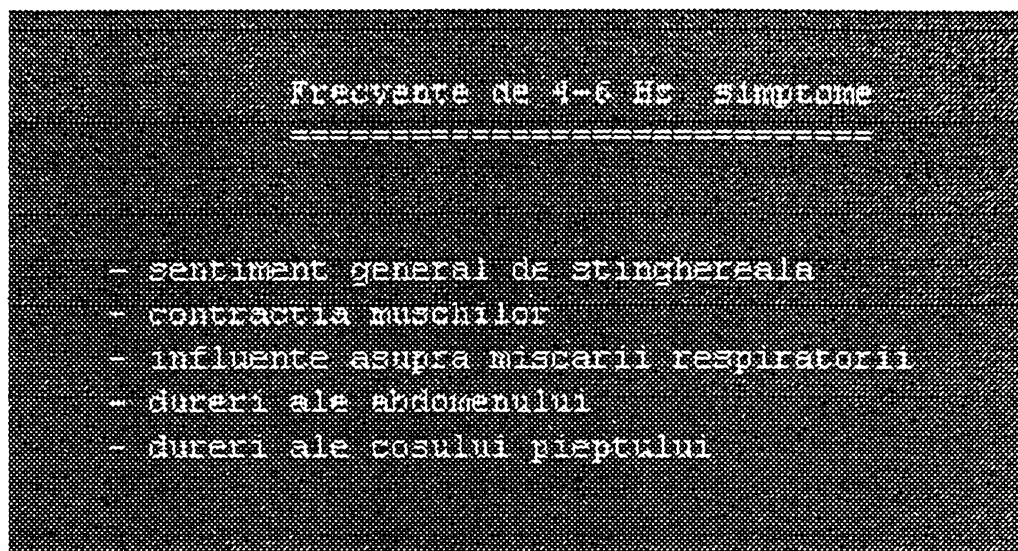 Frecvente de 4-6 Hz simptome
=============================
- sentiment general de stinghereala
- contractia muschilor
- influente asupra miscarii respiratorii
- dureri ale abdomenului
- dureri ale cosului pieptului